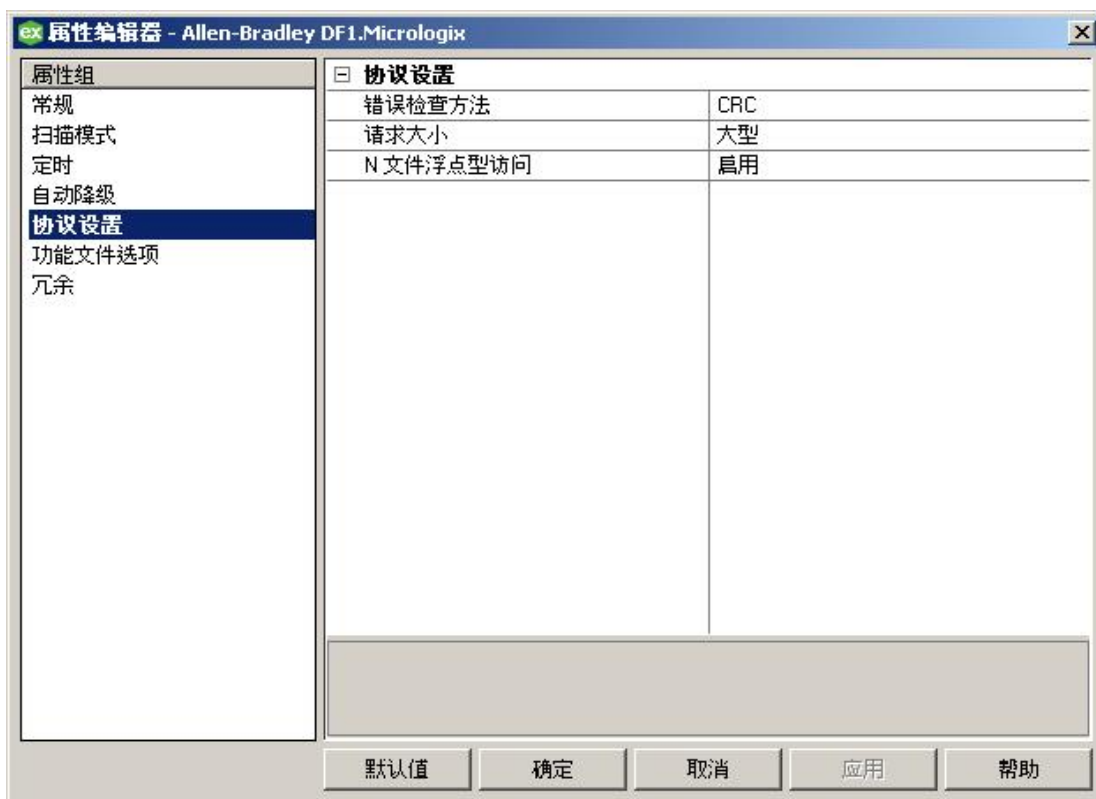 ex 属性编辑器 - Allen-Bradley DF1.Micrologix
属性组
常规
扫描模式
定时
自动降级
协议设置
功能文件选项
冗余
协议设置
错误检查方法 CRC
请求大小 大型
N 文件浮点型访问 启用
默认值 确定 取消 应用 帮助